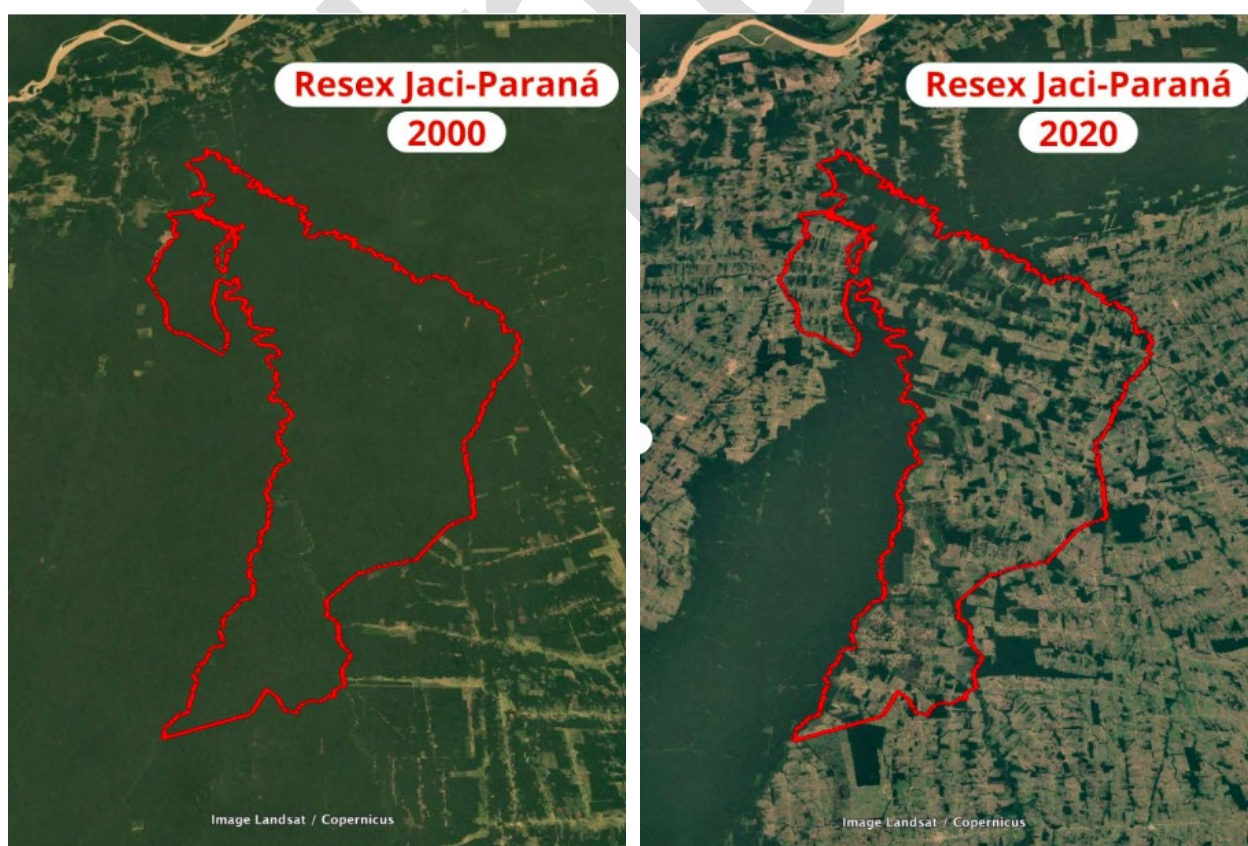 Resex Jaci-Paraná
2000
Image Landsat / Copernicus
Resex Jaci-Paraná
2020
Image Landsat / Copernicus